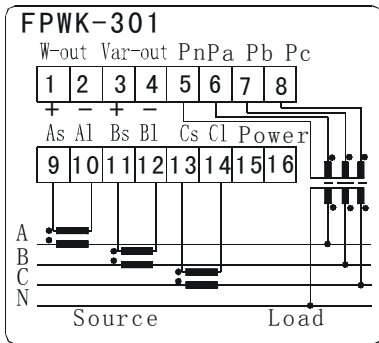 FPWK-301
W-out Var-out PnPa Pb Pc
1 2 3 4 5 6 7 8
+ − + −
As Al Bs Bl Cs Cl Power
9 10 11 12 13 14 15 16
A
B
C
N
Source Load